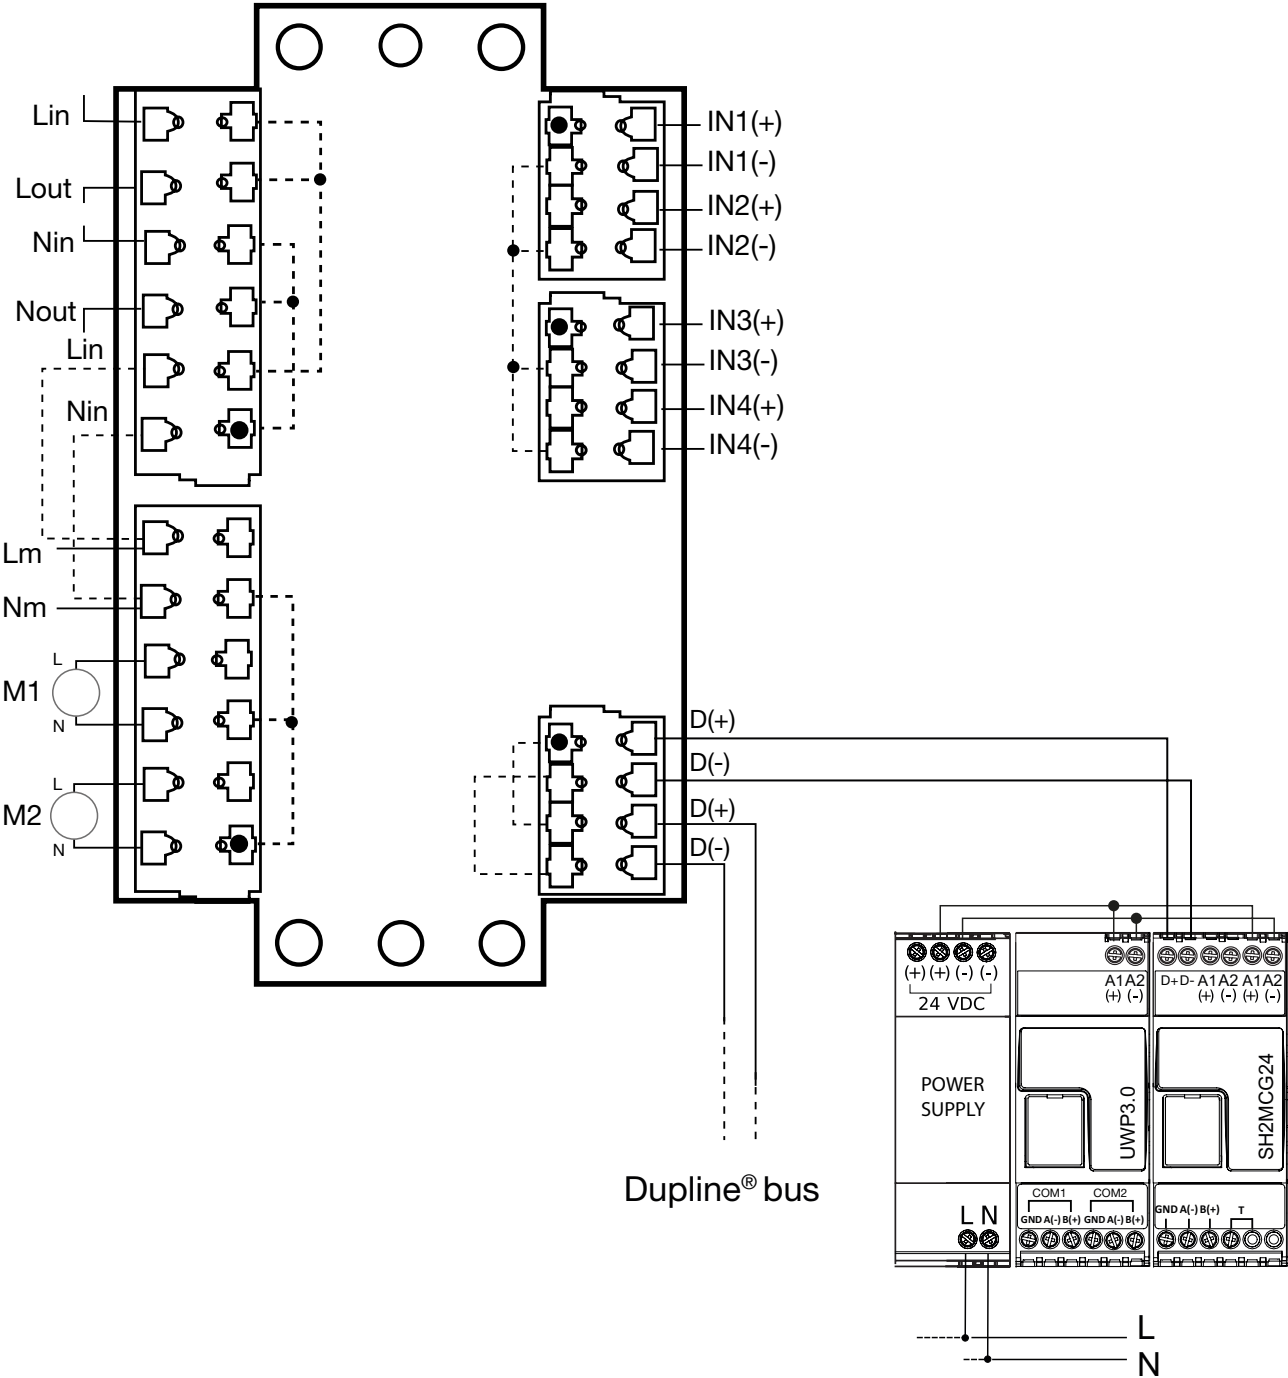 Lin
Lout
Nin
Nout
Lin
Nin
Lm
Nm
L
M1
N
L
M2
N
IN1(+)
IN1(-)
IN2(+)
IN2(-)
IN3(+)
IN3(-)
IN4(+)
IN4(-)
D(+)
D(-)
D(+)
D(-)
Dupline® bus
(+) (+) (-) (-)
24 VDC
POWER
SUPPLY
L N
A1 A2
(+) (-)
UWP3.0
COM1 COM2
GND A(-) B(+) GND A(-) B(+)
D+ D- A1 A2 A1 A2
(+) (-) (+) (-)
SH2MCG24
GND A(-) B(+) T
L
N